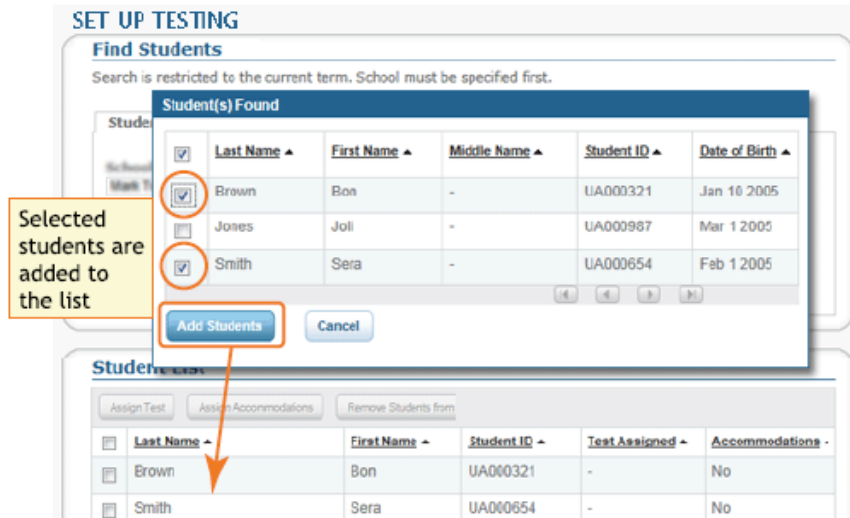 SET UP TESTING
Find Students
Search is restricted to the current term. School must be specified first.
Student(s) Found
Last Name First Name Middle Name Student ID Date of Birth
Brown Bon - UA000321 Jan 10 2005
Jones Joli - UA000987 Mar 1 2005
Smith Sera - UA000654 Feb 1 2005
Selected
students are
added to
the list
Add Students Cancel
Student List
Assign Test Assign Accommodations Remove Students from
Last Name First Name Student ID Test Assigned Accommodations
Brown Bon UA000321 - No
Smith Sera UA000654 - No